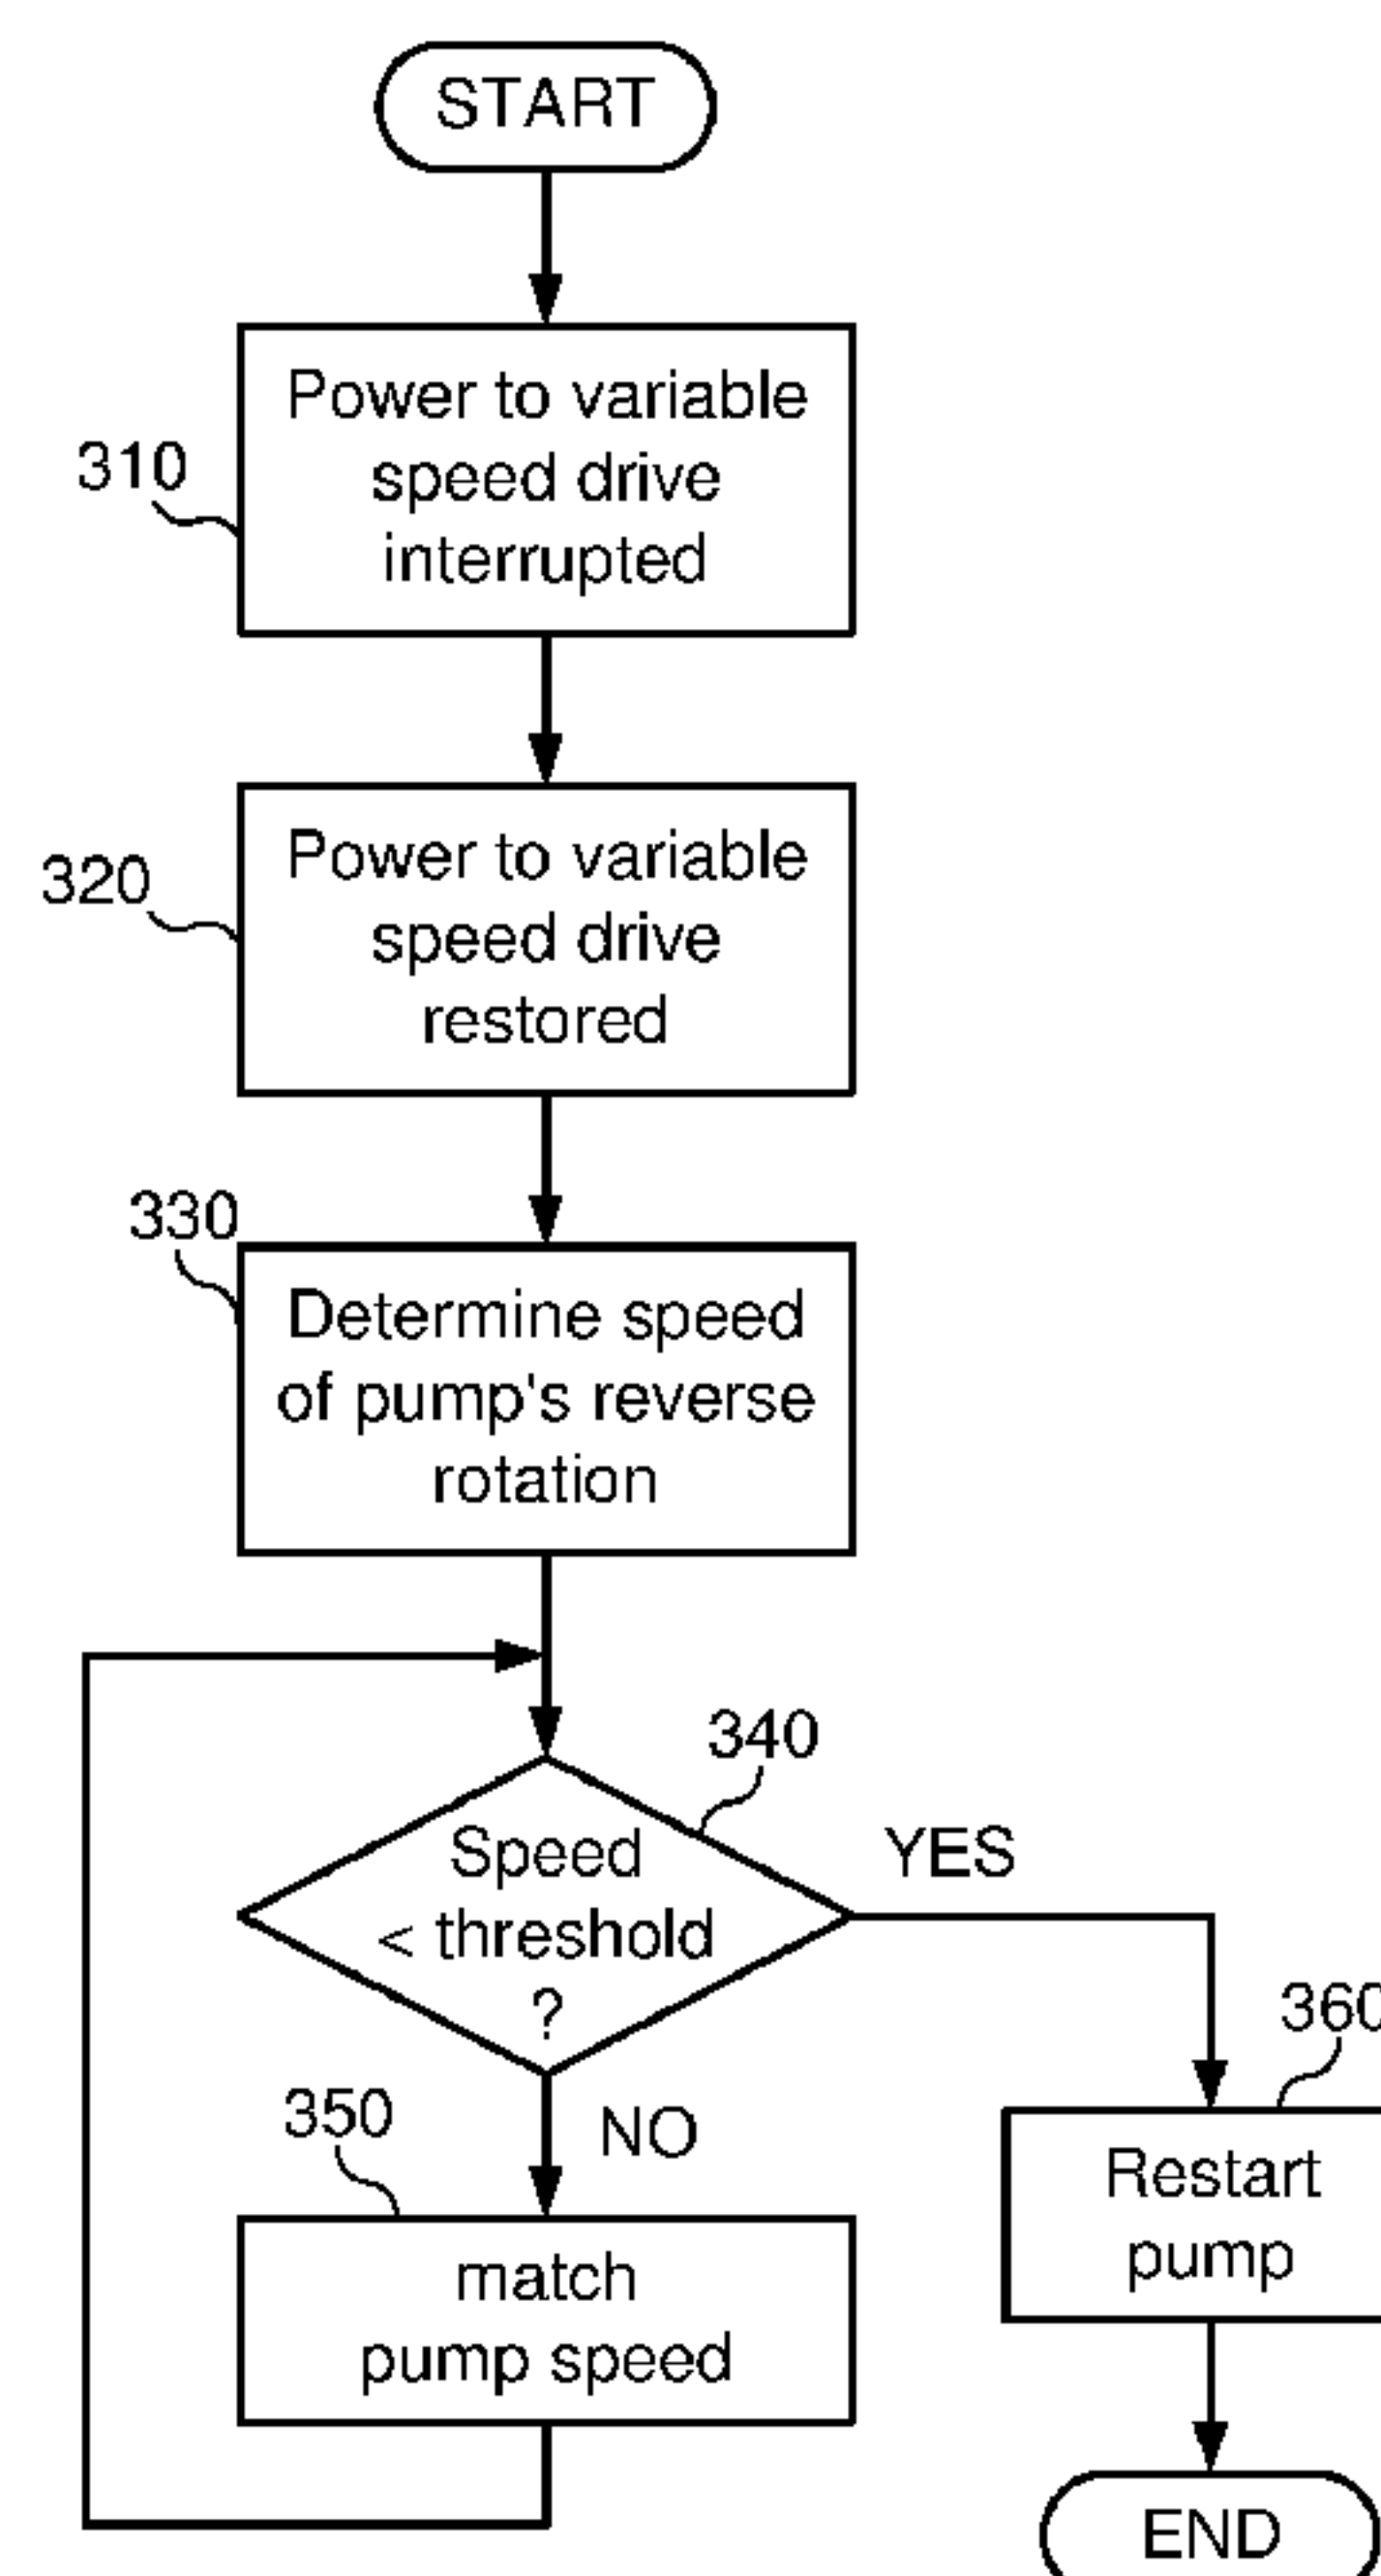 START
310
Power to variable
speed drive
interrupted
320
Power to variable
speed drive
restored
330
Determine speed
of pump's reverse
rotation
340
Speed
< threshold
?
YES
NO
350
match
pump speed
360
Restart
pump
END